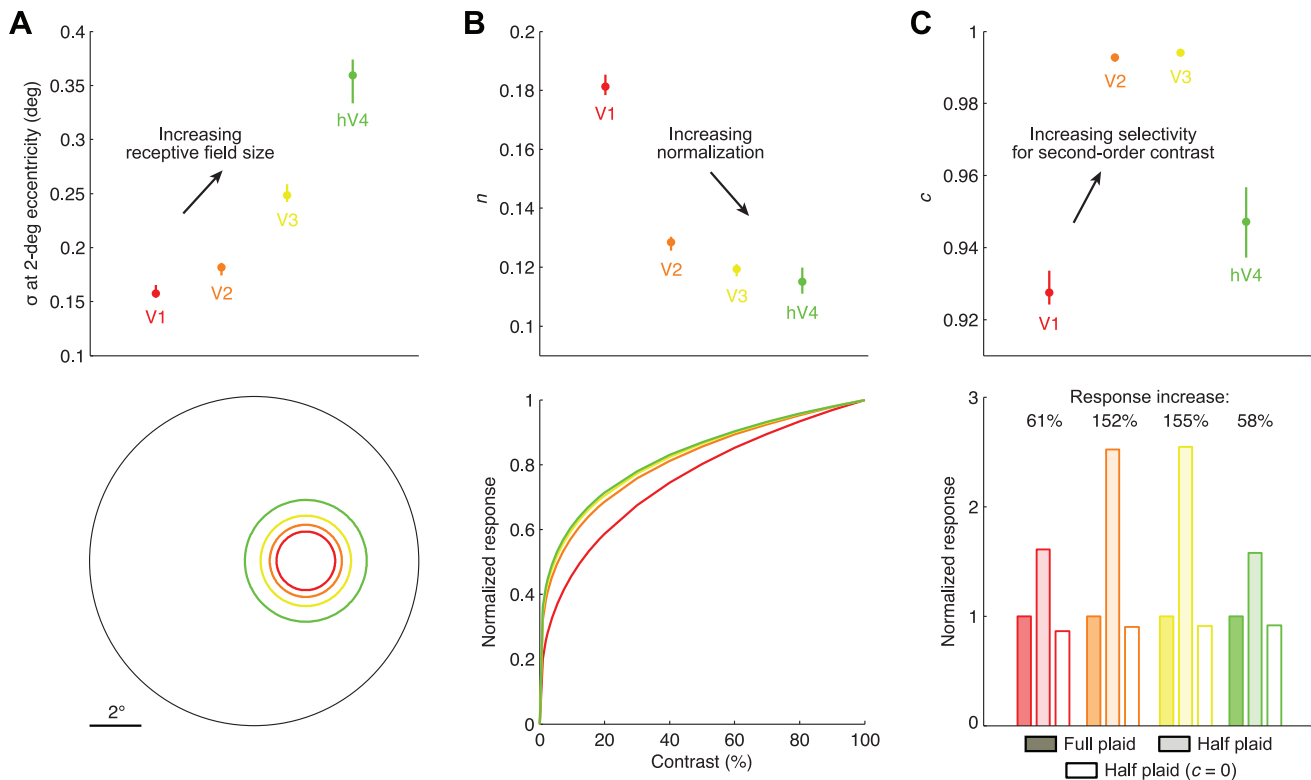 A
σ at 2-deg eccentricity (deg)
0.4
0.35
0.3
0.25
0.2
0.15
0.1
Increasing
receptive field size
V1
V2
V3
hV4
2°
B
n
0.2
0.18
0.16
0.14
0.12
0.1
Increasing
normalization
V1
V2
V3
hV4
Normalized response
1
0.8
0.6
0.4
0.2
0
0 20 40 60 80 100
Contrast (%)
C
c
1
0.98
0.96
0.94
0.92
Increasing selectivity
for second-order contrast
V1
V2
V3
hV4
Normalized response
3
2
1
0
Response increase:
61% 152% 155% 58%
Full plaid
Half plaid
Half plaid (c = 0)